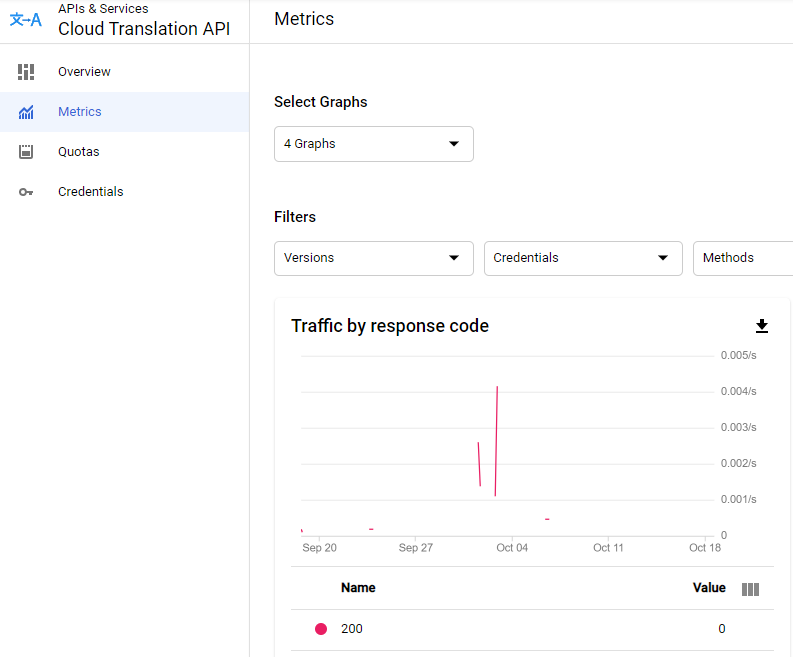 文→A
APIs & Services
Cloud Translation API
Metrics
Overview
Metrics
Quotas
Credentials
Select Graphs
4 Graphs
Filters
Versions
Credentials
Methods
Traffic by response code
0.005/s
0.004/s
0.003/s
0.002/s
0.001/s
0
Sep 20 Sep 27 Oct 04 Oct 11 Oct 18
Name Value
200 0